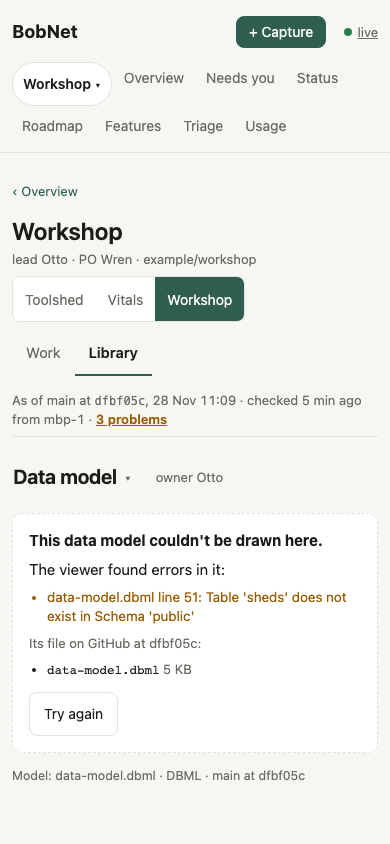 BobNet
+ Capture
live
Workshop ▾
Overview
Needs you
Status
Roadmap
Features
Triage
Usage
‹ Overview
Workshop
lead Otto · PO Wren · example/workshop
Toolshed
Vitals
Workshop
Work
Library
As of main at dfbf05c, 28 Nov 11:09 · checked 5 min ago
from mbp-1 · 3 problems
Data model ▾
owner Otto
This data model couldn't be drawn here.
The viewer found errors in it:
• data-model.dbml line 51: Table 'sheds' does not
exist in Schema 'public'
Its file on GitHub at dfbf05c:
• data-model.dbml 5 KB
Try again
Model: data-model.dbml · DBML · main at dfbf05c